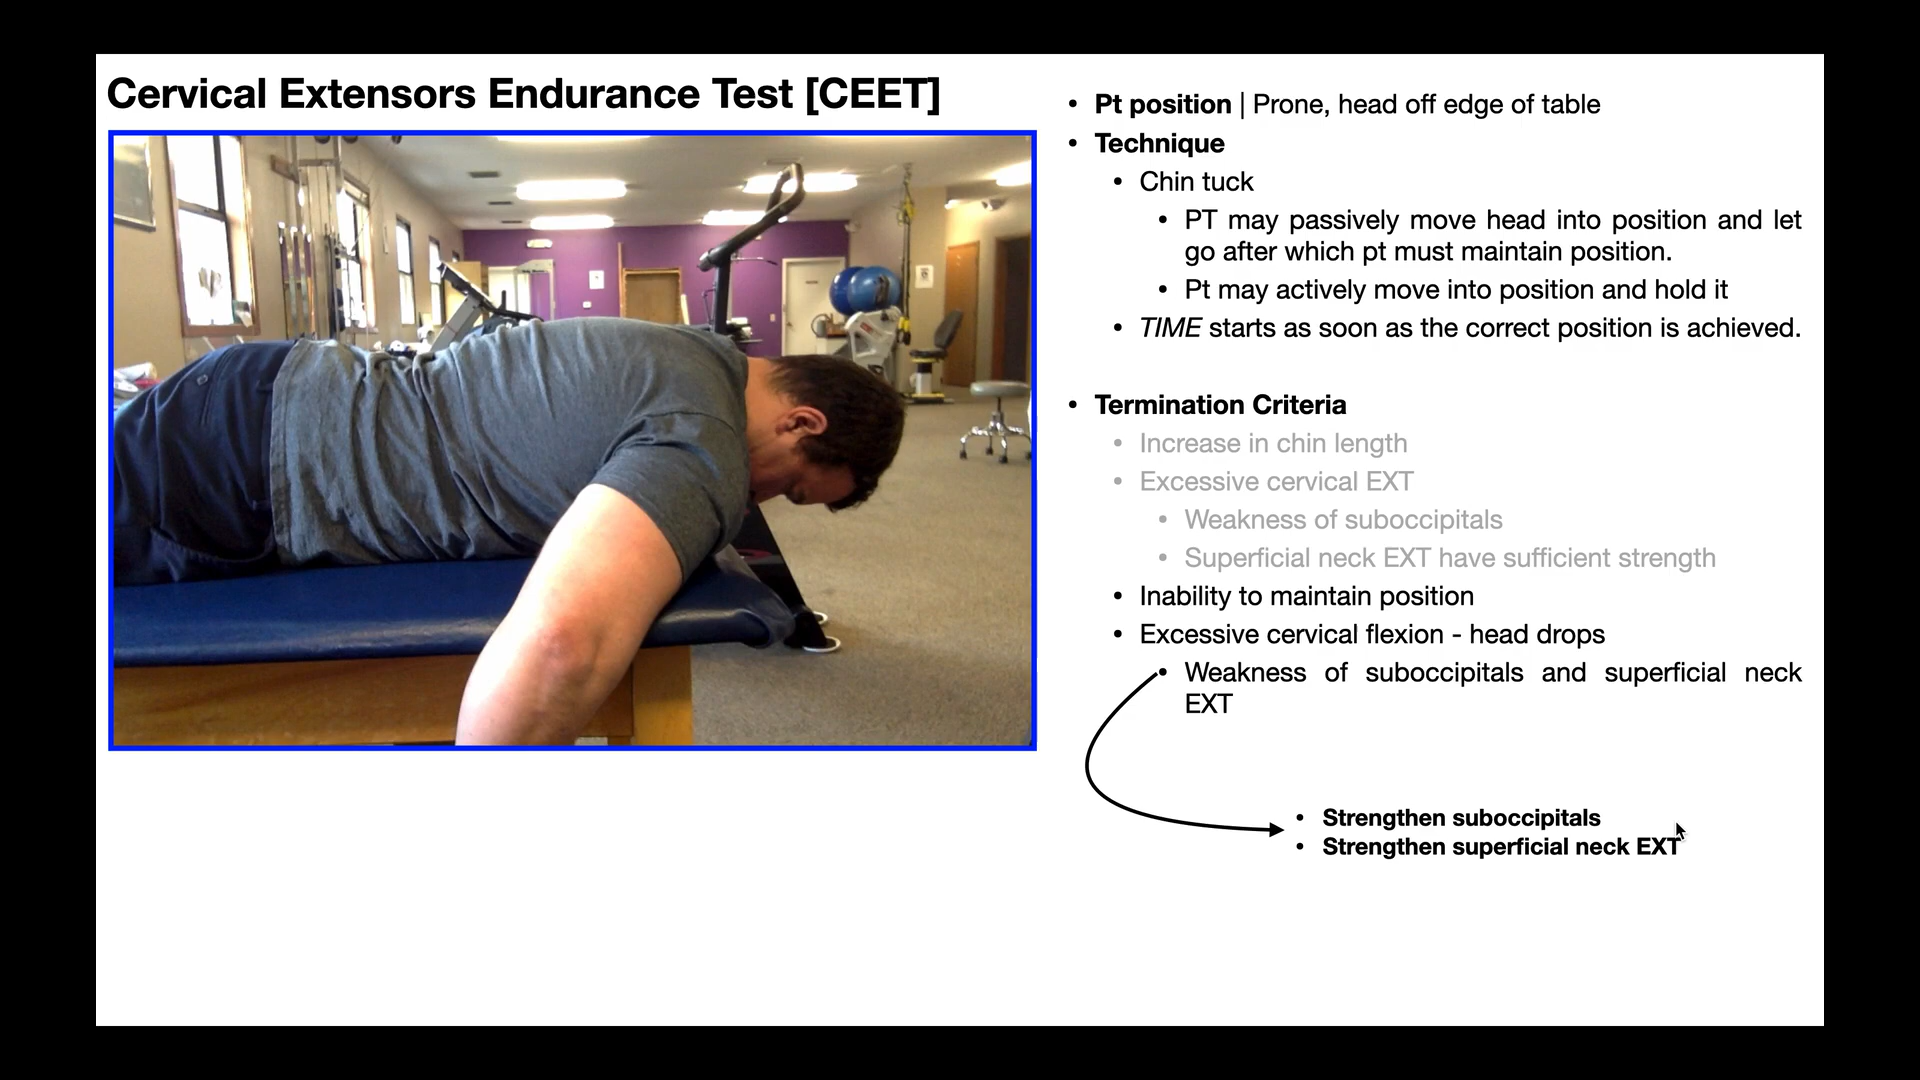 Cervical Extensors Endurance Test [CEET]
• Pt position | Prone, head off edge of table
• Technique
• Chin tuck
• PT may passively move head into position and let
go after which pt must maintain position.
• Pt may actively move into position and hold it
• TIME starts as soon as the correct position is achieved.
• Termination Criteria
• Increase in chin length
• Excessive cervical EXT
• Weakness of suboccipitals
• Superficial neck EXT have sufficient strength
• Inability to maintain position
• Excessive cervical flexion - head drops
• Weakness of suboccipitals and superficial neck
EXT
• Strengthen suboccipitals
• Strengthen superficial neck EXT